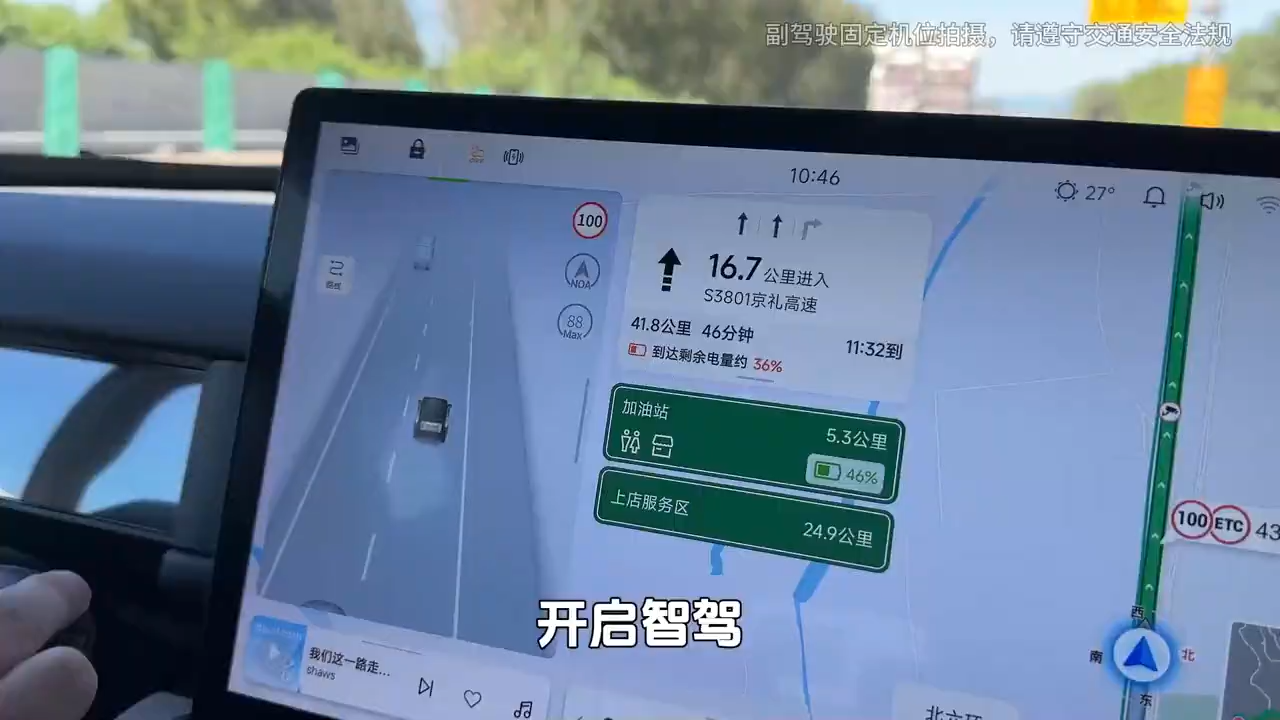 副驾驶固定机位拍摄，请遵守交通安全法规
10:46
27°
路线
100
NOA
88
Max
16.7公里进入
S3801京礼高速
41.8公里 46分钟
11:32到
到达剩余电量约 36%
加油站
5.3公里
46%
上店服务区
24.9公里
100
ETC
43
西
南
北
东
我们这一路走...
shaws
开启智驾